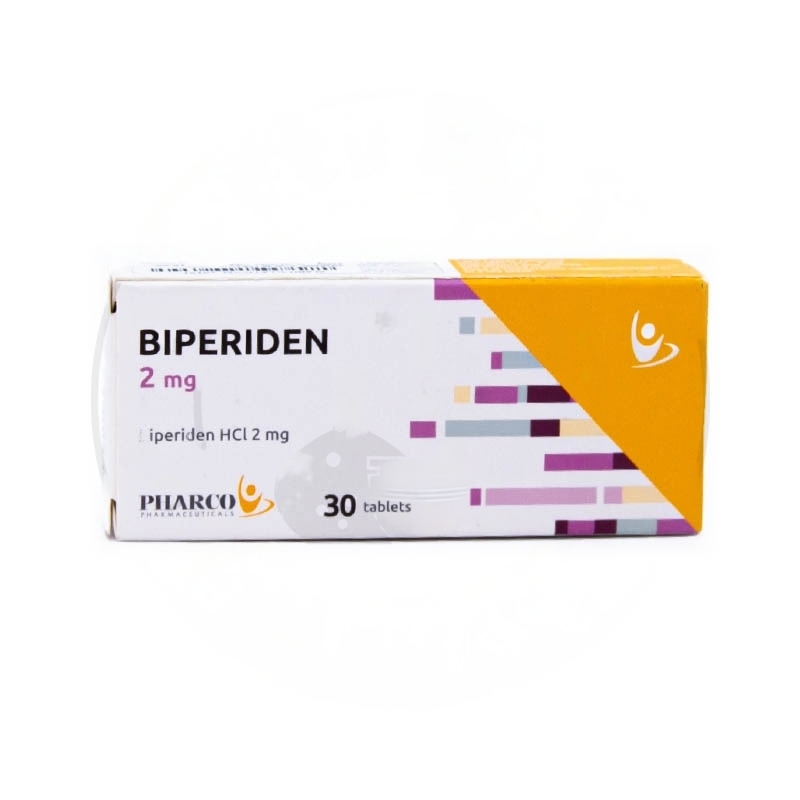 BIPERIDEN
2 mg
iperiden HCl 2 mg
PHARCO
PHARMACEUTICALS
30 tablets